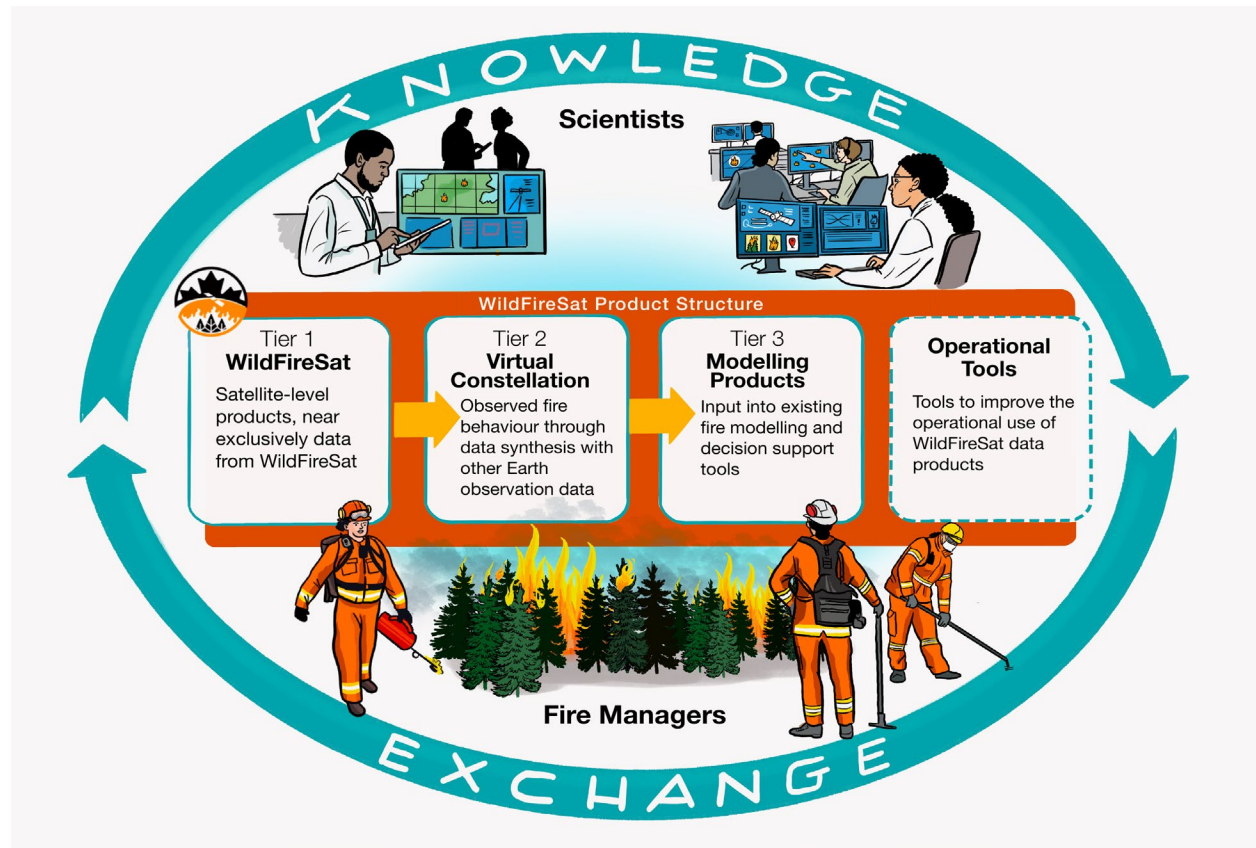 KNOWLEDGE
Scientists
WildFireSat Product Structure
Tier 1
WildFireSat
Satellite-level
products, near
exclusively data
from WildFireSat
Tier 2
Virtual
Constellation
Observed fire
behaviour through
data synthesis with
other Earth
observation data
Tier 3
Modelling
Products
Input into existing
fire modelling and
decision support
tools
Operational
Tools
Tools to improve the
operational use of
WildFireSat data
products
Fire Managers
EXCHANGE